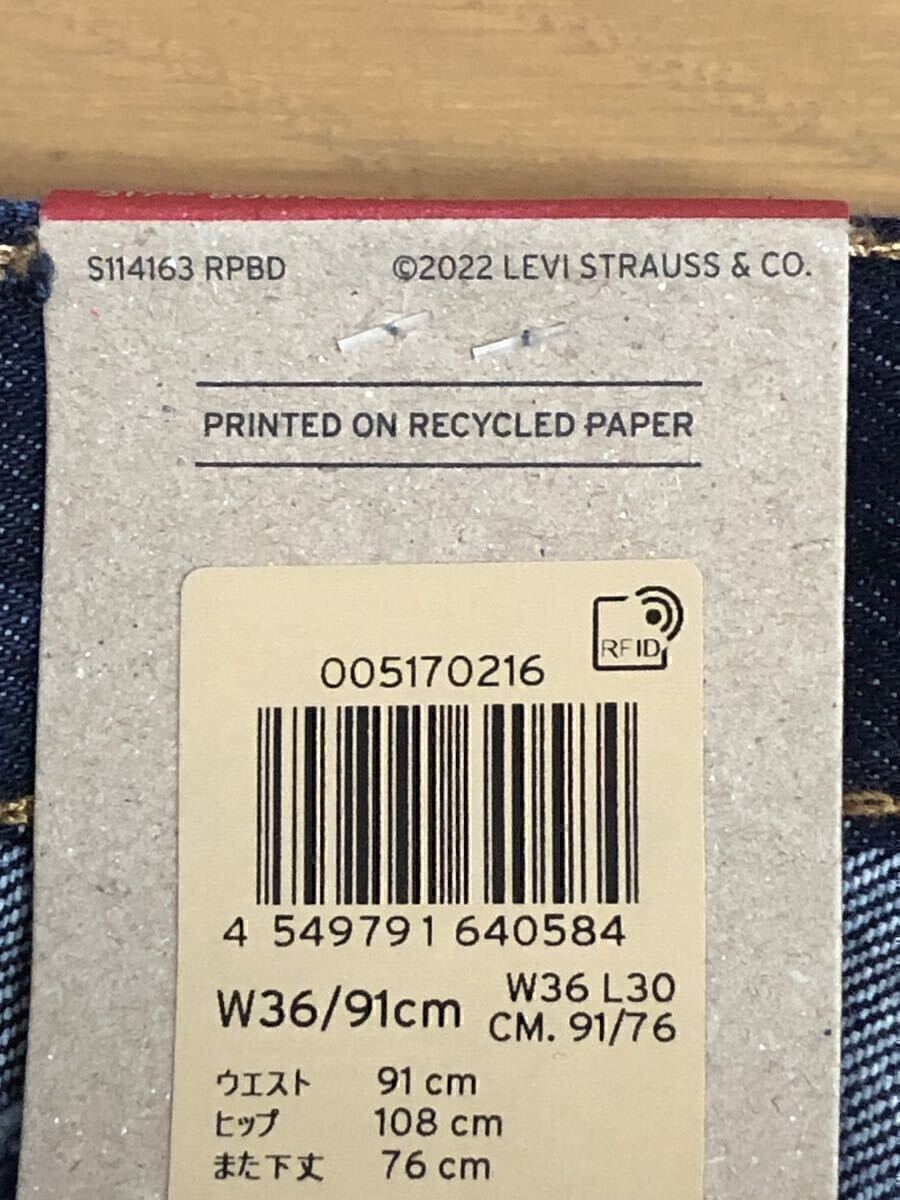 S114163 RPBD ©2022 LEVI STRAUSS & CO.
PRINTED ON RECYCLED PAPER
RFID
005170216
4 549791 640584
W36/91cm W36 L30
CM. 91/76
ウエスト 91 cm
ヒップ 108 cm
また下丈 76 cm